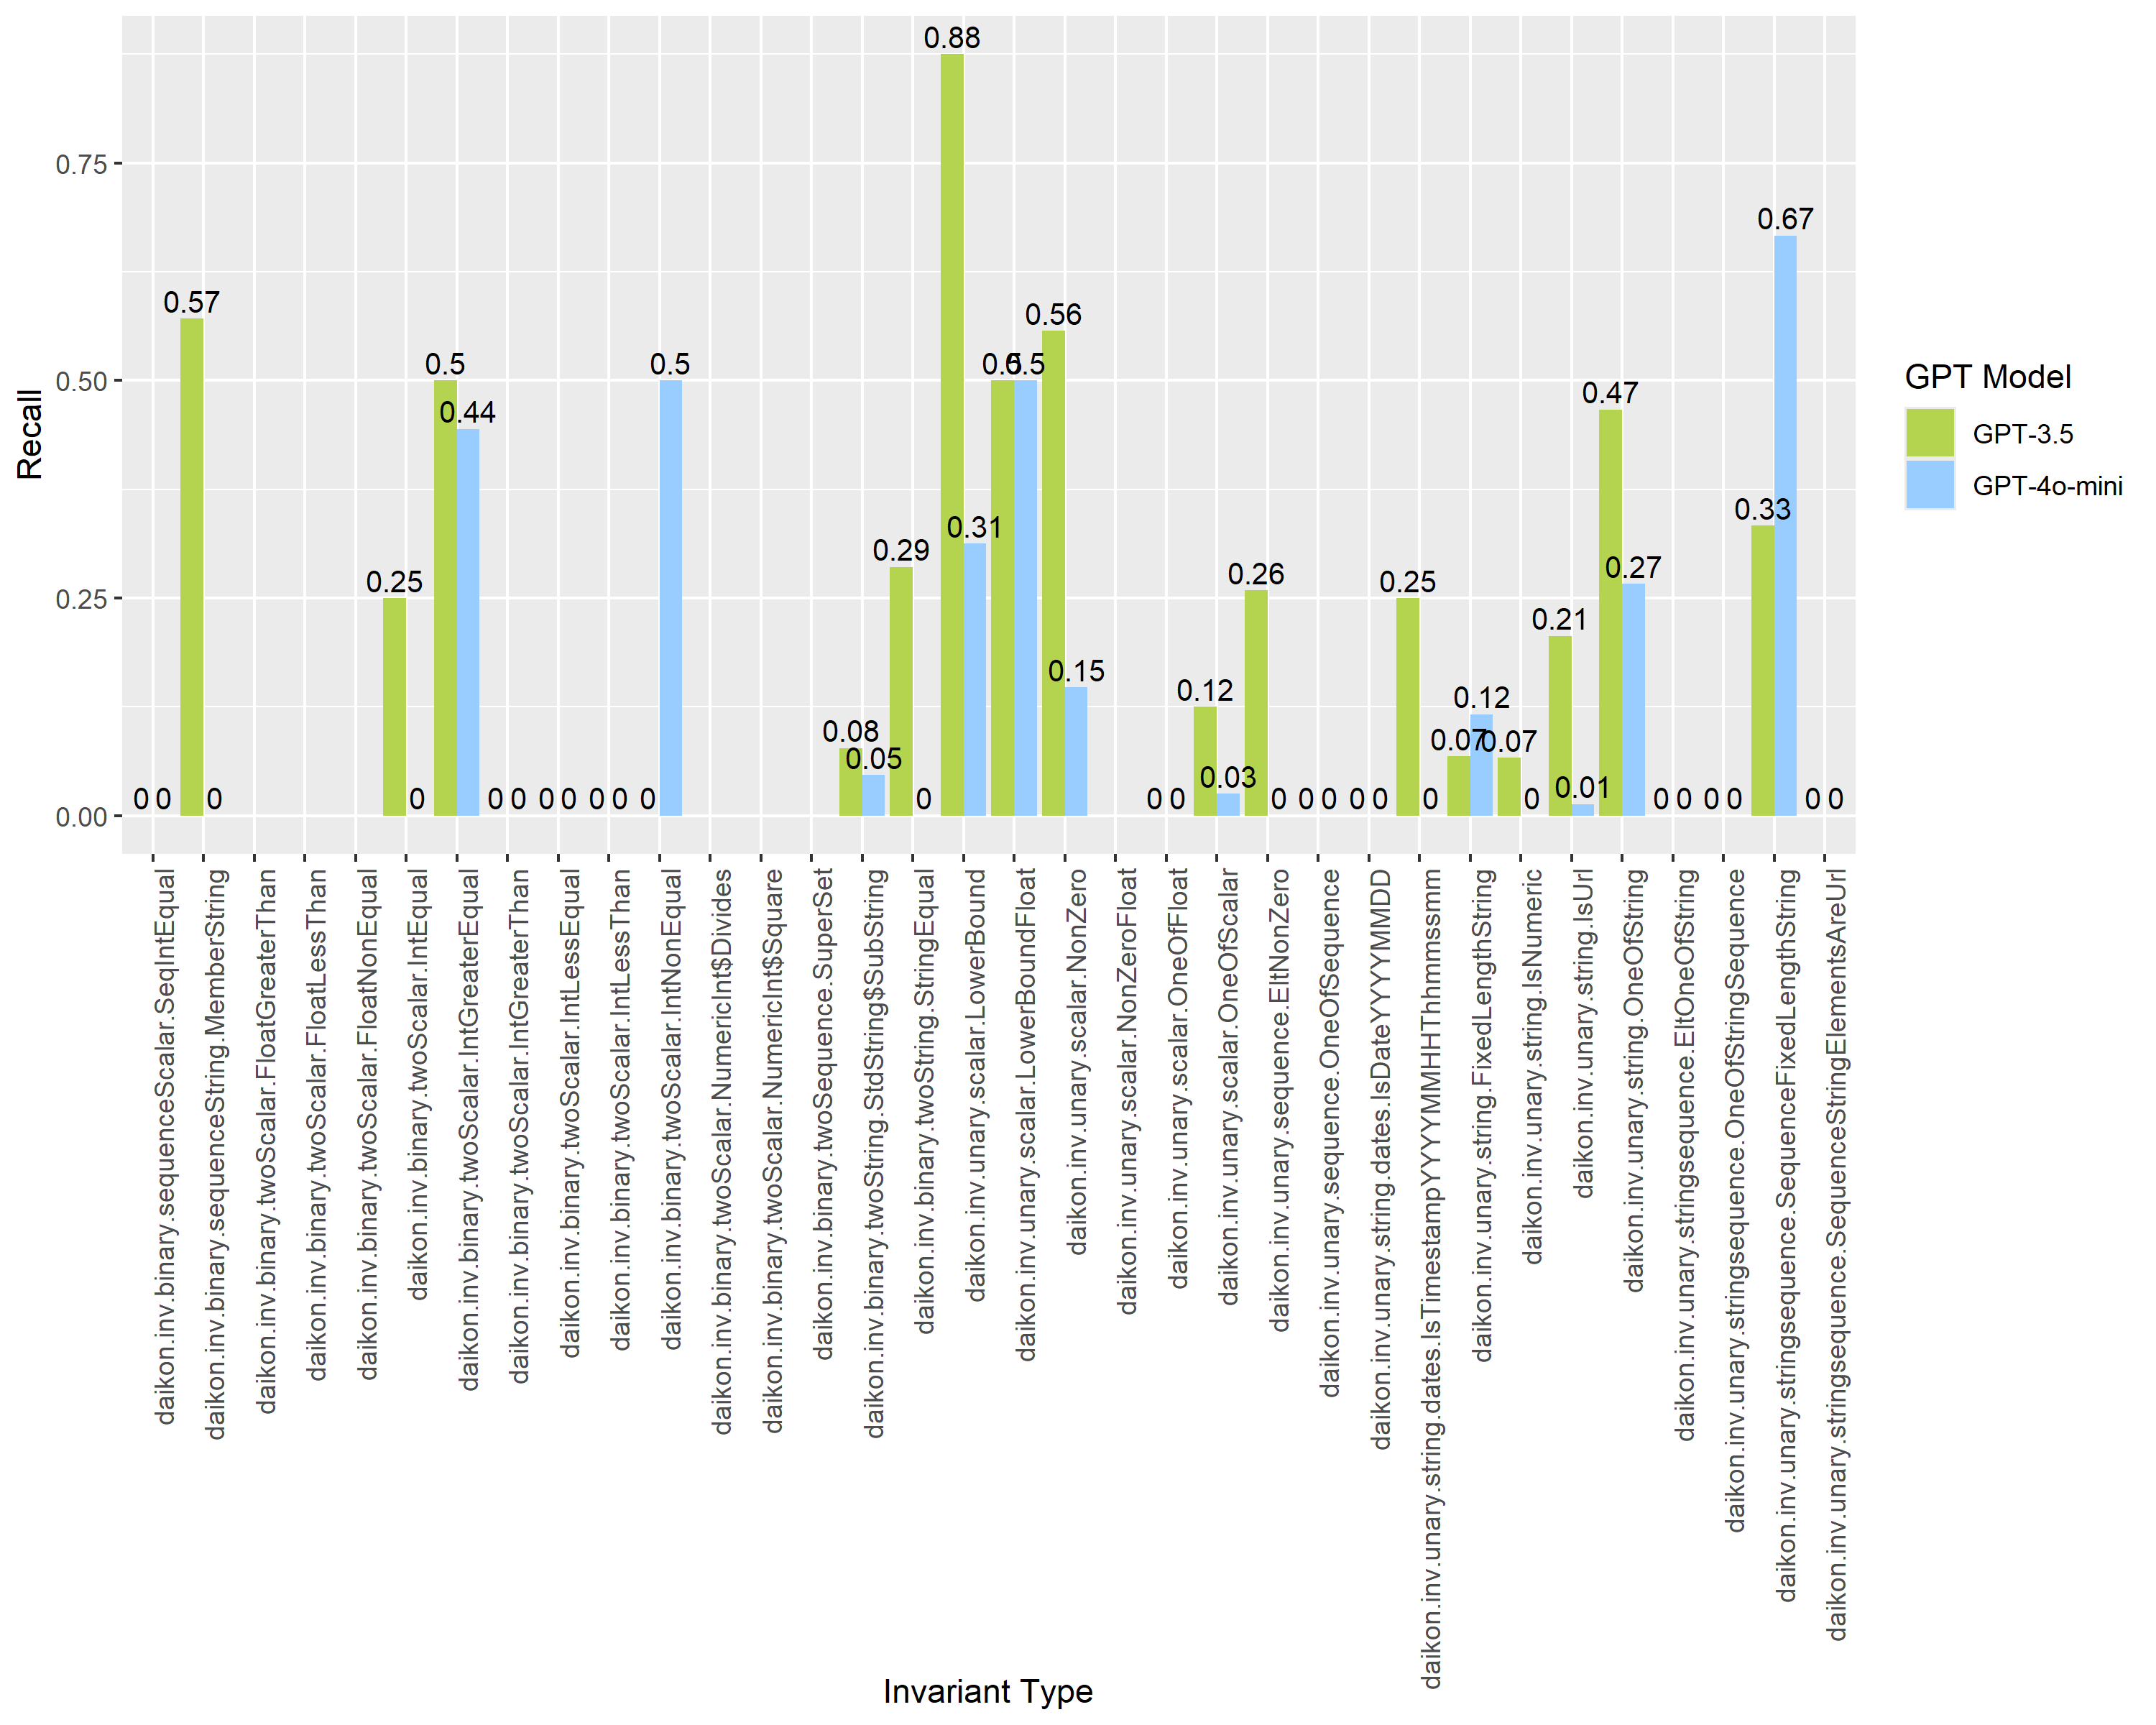 0.88
0.67
0.57
0.56
0.5
0.44
0.5
0.5
0.5
0.47
0.33
0.31
0.29
0.27
0.25
0.26
0.25
0.21
0.15
0.12
0.12
0.08
0.05
0.07
0.07
0.03
0.01
0 0 0 0 0 0 0 0 0 0 0 0 0 0 0 0 0 0 0 0 0 0 0 0 0 0 0 0
0.75
0.50
0.25
0.00
Recall
GPT Model
GPT-3.5
GPT-4o-mini
daikon.inv.binary.sequenceScalar.SeqIntEqual
daikon.inv.binary.sequenceString.MemberString
daikon.inv.binary.twoScalar.FloatGreaterThan
daikon.inv.binary.twoScalar.FloatLessThan
daikon.inv.binary.twoScalar.FloatNonEqual
daikon.inv.binary.twoScalar.IntEqual
daikon.inv.binary.twoScalar.IntGreaterEqual
daikon.inv.binary.twoScalar.IntGreaterThan
daikon.inv.binary.twoScalar.IntLessEqual
daikon.inv.binary.twoScalar.IntLessThan
daikon.inv.binary.twoScalar.IntNonEqual
daikon.inv.binary.twoScalar.NumericInt$Divides
daikon.inv.binary.twoScalar.NumericInt$Square
daikon.inv.binary.twoSequence.SuperSet
daikon.inv.binary.twoString.StdString$SubString
daikon.inv.binary.twoString.StringEqual
daikon.inv.unary.scalar.LowerBound
daikon.inv.unary.scalar.LowerBoundFloat
daikon.inv.unary.scalar.NonZero
daikon.inv.unary.scalar.NonZeroFloat
daikon.inv.unary.scalar.OneOfFloat
daikon.inv.unary.scalar.OneOfScalar
daikon.inv.unary.sequence.EltNonZero
daikon.inv.unary.sequence.OneOfSequence
daikon.inv.unary.string.dates.IsDateYYYYMMDD
daikon.inv.unary.string.dates.IsTimestampYYYYMMHHThhmmssmm
daikon.inv.unary.string.FixedLengthString
daikon.inv.unary.string.IsNumeric
daikon.inv.unary.string.IsUrl
daikon.inv.unary.string.OneOfString
daikon.inv.unary.stringsequence.EltOneOfString
daikon.inv.unary.stringsequence.OneOfStringSequence
daikon.inv.unary.stringsequence.SequenceFixedLengthString
daikon.inv.unary.stringsequence.SequenceStringElementsAreUrl
Invariant Type